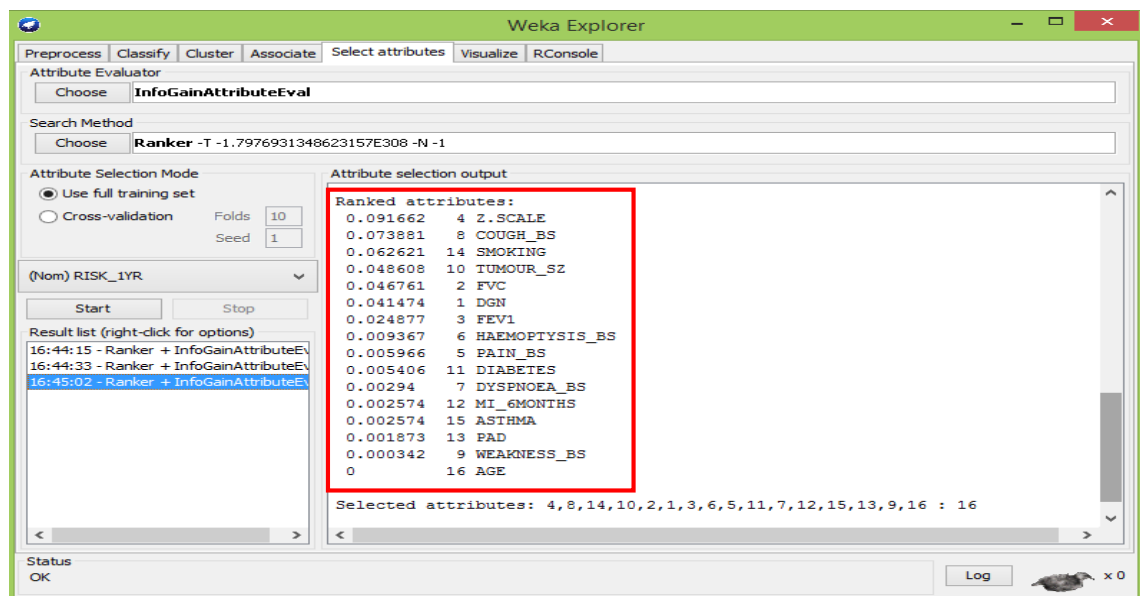 Weka Explorer
Preprocess Classify Cluster Associate Select attributes Visualize RConsole
Attribute Evaluator
Choose InfoGainAttributeEval
Search Method
Choose Ranker -T -1.7976931348623157E308 -N -1
Attribute Selection Mode
Use full training set
Cross-validation Folds 10
Seed 1
(Nom) RISK_1YR
Start Stop
Result list (right-click for options)
16:44:15 - Ranker + InfoGainAttributeEv
16:44:33 - Ranker + InfoGainAttributeEv
16:45:02 - Ranker + InfoGainAttributeEv
Attribute selection output
Ranked attributes:
0.091662 4 Z.SCALE
0.073881 8 COUGH_BS
0.062621 14 SMOKING
0.048608 10 TUMOUR_SZ
0.046761 2 FVC
0.041474 1 DGN
0.024877 3 FEV1
0.009367 6 HAEMOPTYSIS_BS
0.005966 5 PAIN_BS
0.005406 11 DIABETES
0.00294 7 DYSPNOEA_BS
0.002574 12 MI_6MONTHS
0.002574 15 ASTHMA
0.001873 13 PAD
0.000342 9 WEAKNESS_BS
0 16 AGE
Selected attributes: 4,8,14,10,2,1,3,6,5,11,7,12,15,13,9,16 : 16
Status
OK
Log x 0